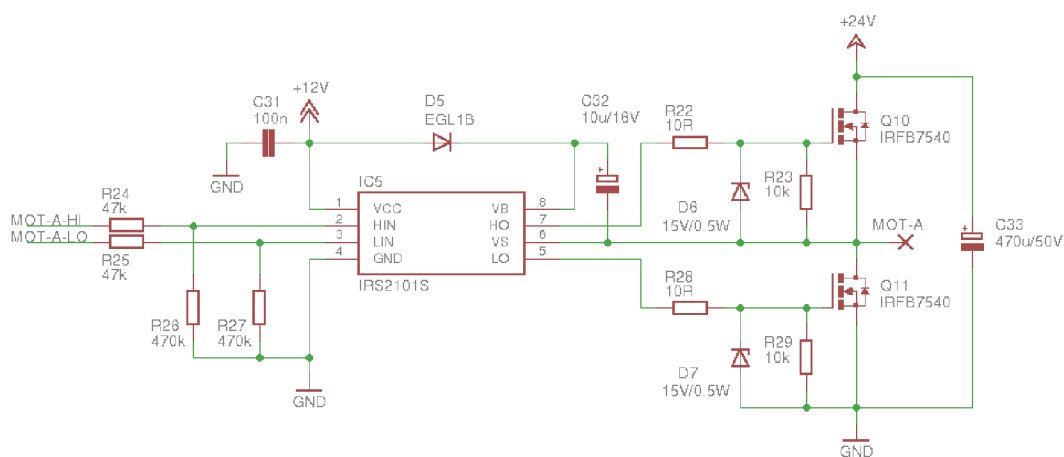 +24V
+12V
C31
100n
D5
EGL1B
C32
10u/16V
R22
10R
Q10
IRFB7540
GND
IC5
R23
10k
R24
47k
MOT-A-HI
MOT-A-LO
R25
47k
1 VCC VB 8
2 HIN HO 7
3 LIN VS 6
4 GND LO 5
IRS2101S
D6
15V/0.5W
MOT-A
C33
470u/50V
R28
10R
Q11
IRFB7540
R26
470k
R27
470k
R29
10k
D7
15V/0.5W
GND
GND